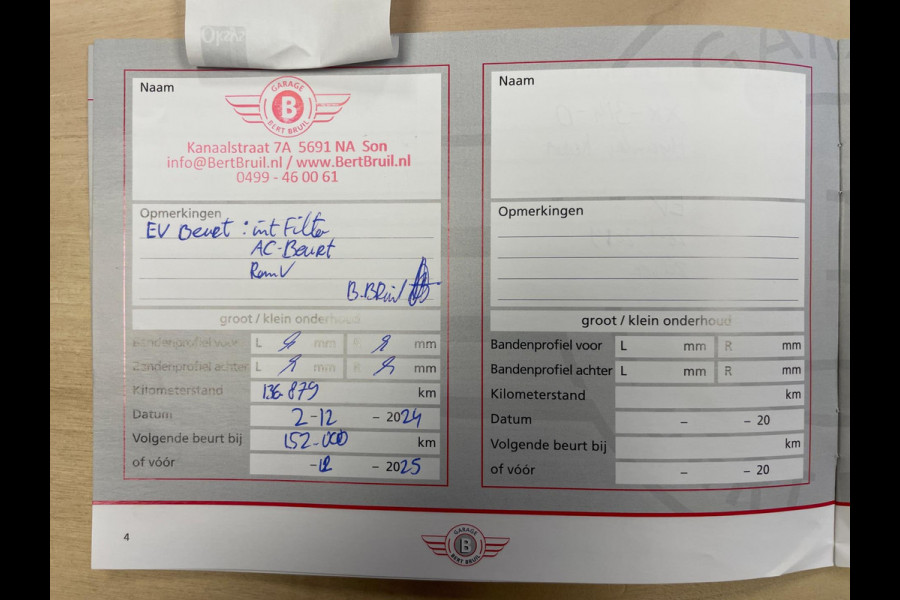 Naam
GARAGE
B
BERT BRUIL
Kanaalstraat 7A 5691 NA Son
info@BertBruil.nl / www.BertBruil.nl
0499 - 46 00 61
Opmerkingen
EV Beurt : int Filter
AC-Beurt
RemV
B.Bruil
groot / klein onderhoud
Bandenprofiel voor L mm R mm
Bandenprofiel achter L mm R mm
Kilometerstand 136.879 km
Datum 2-12 - 2024
Volgende beurt bij 152-000 km
of vóór -12 - 2025
Naam
Opmerkingen
groot / klein onderhoud
Bandenprofiel voor L mm R mm
Bandenprofiel achter L mm R mm
Kilometerstand km
Datum - - 20
Volgende beurt bij km
of vóór - - 20
4
GARAGE
B
BERT BRUIL